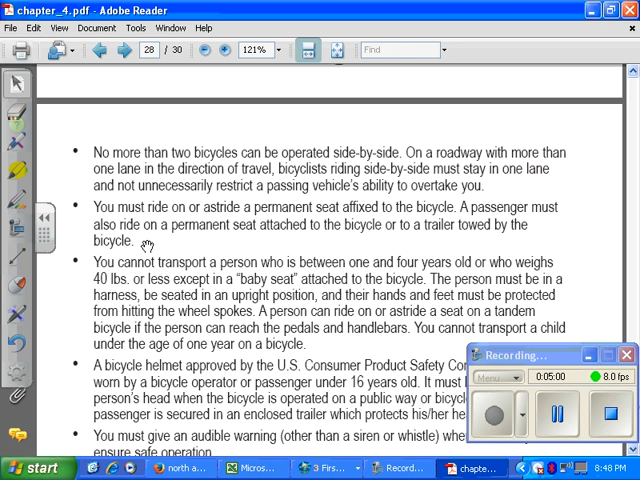 chapter_4.pdf - Adobe Reader
File Edit View Document Tools Window Help
28 / 30 121% Find
• No more than two bicycles can be operated side-by-side. On a roadway with more than
one lane in the direction of travel, bicyclists riding side-by-side must stay in one lane
and not unnecessarily restrict a passing vehicle's ability to overtake you.
• You must ride on or astride a permanent seat affixed to the bicycle. A passenger must
also ride on a permanent seat attached to the bicycle or to a trailer towed by the
bicycle.
• You cannot transport a person who is between one and four years old or who weighs
40 lbs. or less except in a "baby seat" attached to the bicycle. The person must be in a
harness, be seated in an upright position, and their hands and feet must be protected
from hitting the wheel spokes. A person can ride on or astride a seat on a tandem
bicycle if the person can reach the pedals and handlebars. You cannot transport a child
under the age of one year on a bicycle.
• A bicycle helmet approved by the U.S. Consumer Product Safety Co
worn by a bicycle operator or passenger under 16 years old. It must
person's head when the bicycle is operated on a public way or bicyc
passenger is secured in an enclosed trailer which protects his/her he
• You must give an audible warning (other than a siren or whistle) whe
ensure safe operation.
Recording...
Menu 0:05:00 8.0 fps
start north a... Micros... 3 Firs... Record... chapte... 8:48 PM